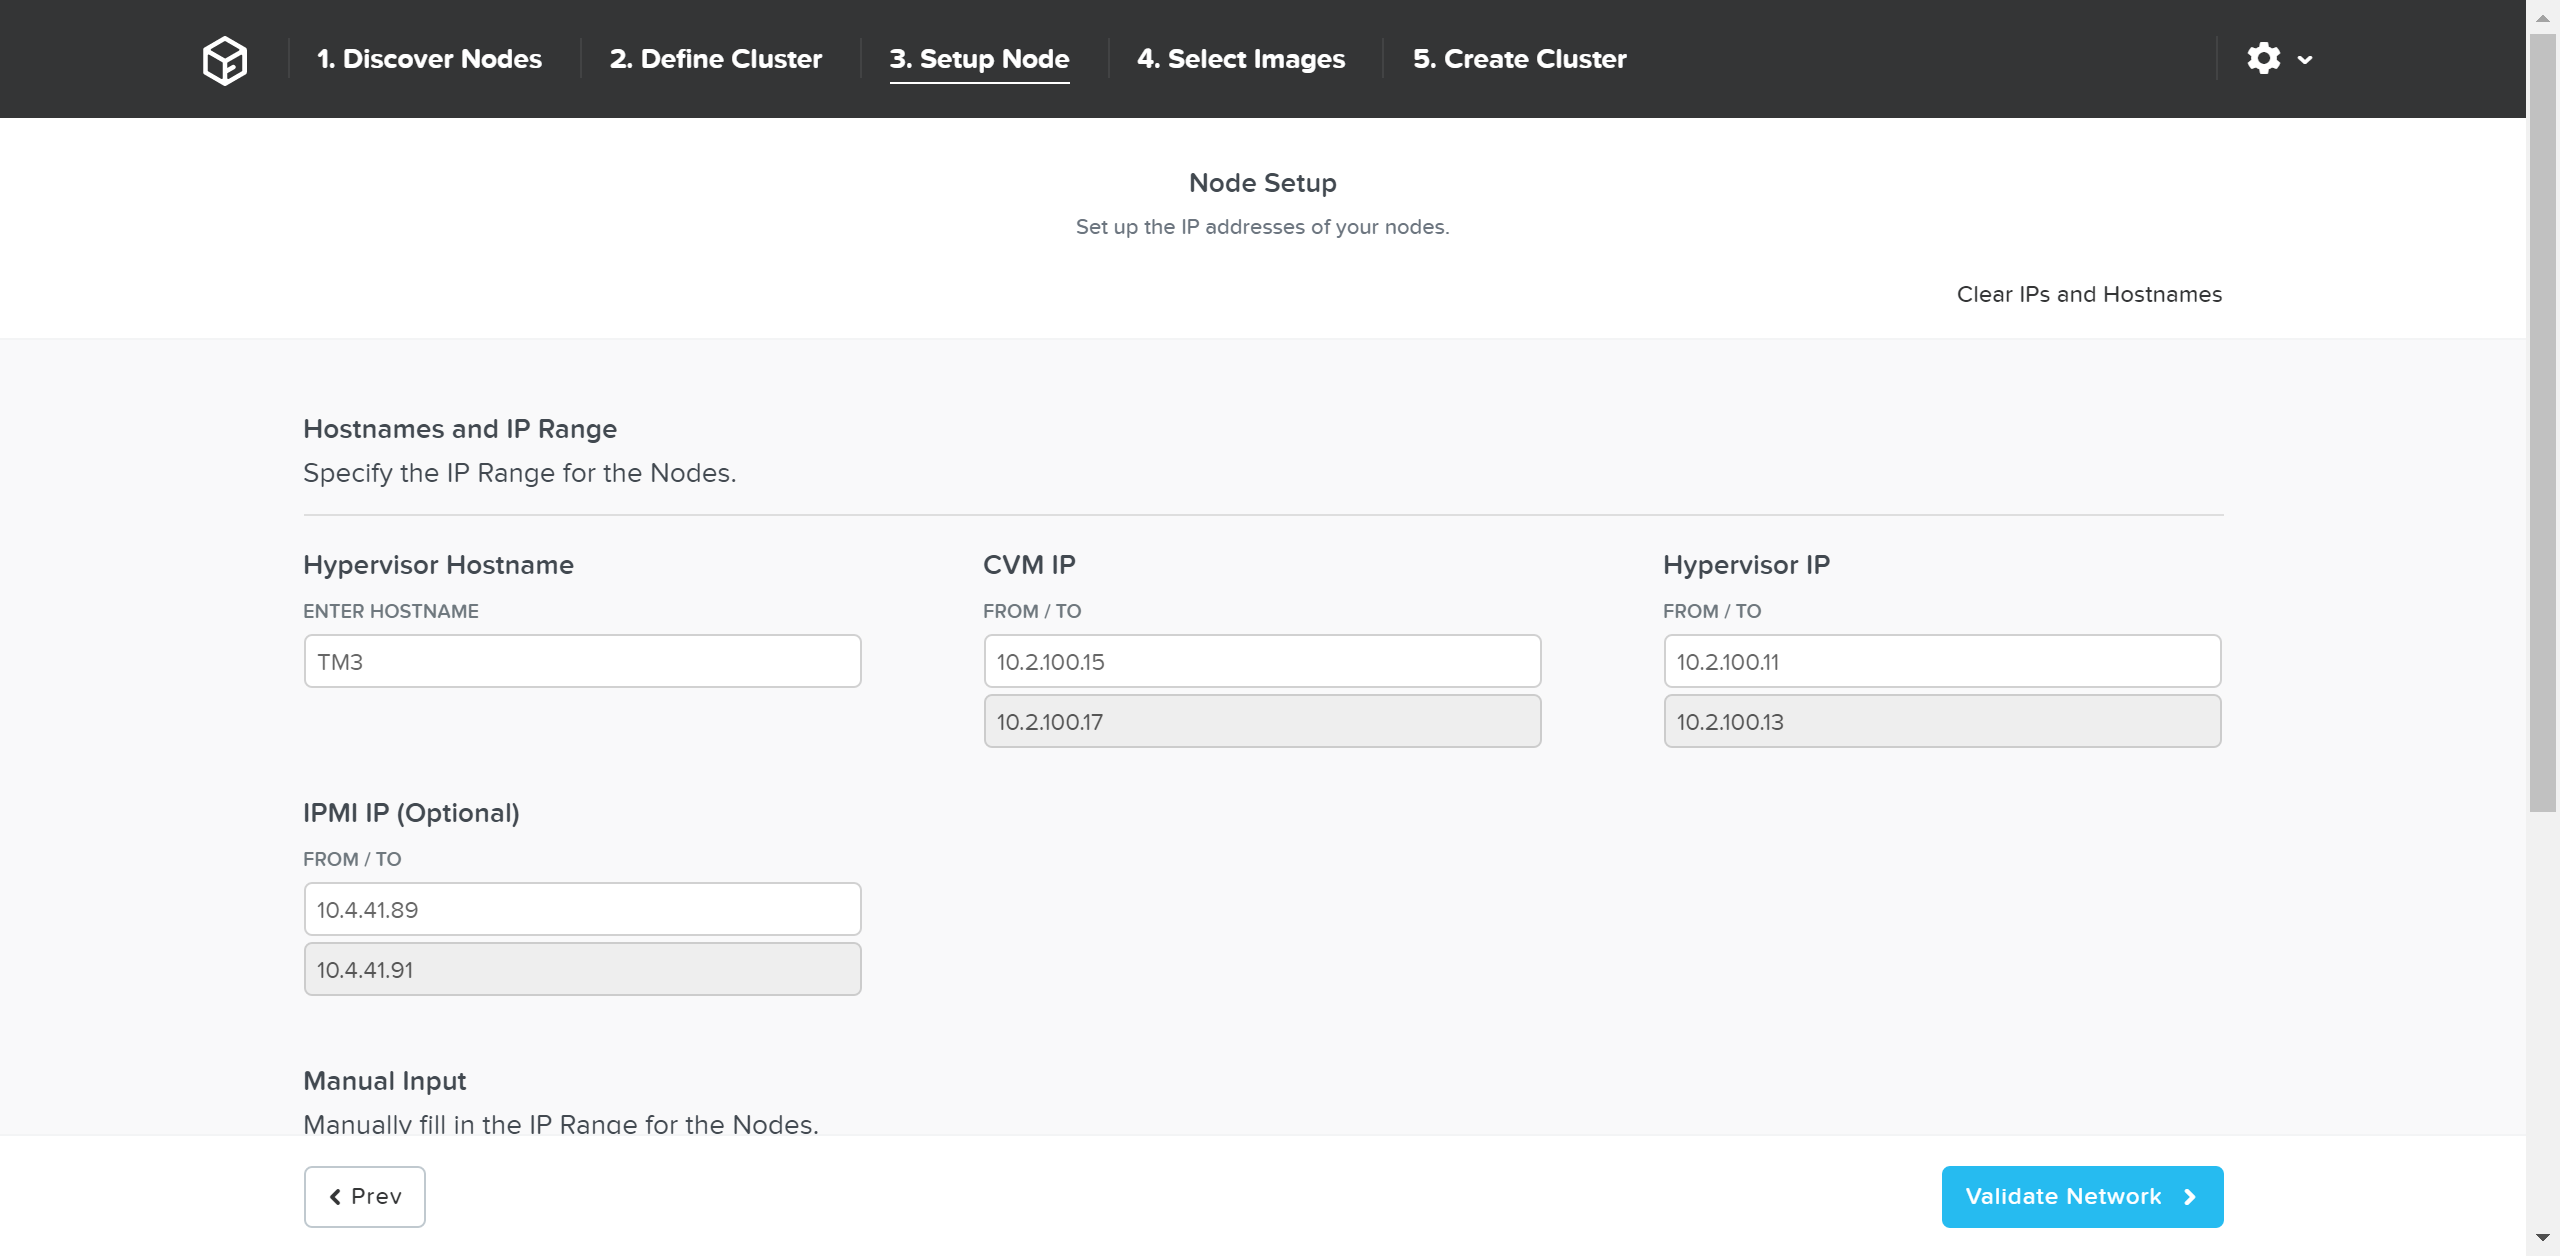 1. Discover Nodes
2. Define Cluster
3. Setup Node
4. Select Images
5. Create Cluster
Node Setup
Set up the IP addresses of your nodes.
Clear IPs and Hostnames
Hostnames and IP Range
Specify the IP Range for the Nodes.
Hypervisor Hostname
ENTER HOSTNAME
TM3
CVM IP
FROM / TO
10.2.100.15
10.2.100.17
Hypervisor IP
FROM / TO
10.2.100.11
10.2.100.13
IPMI IP (Optional)
FROM / TO
10.4.41.89
10.4.41.91
Manual Input
Manually fill in the IP Range for the Nodes.
Prev
Validate Network